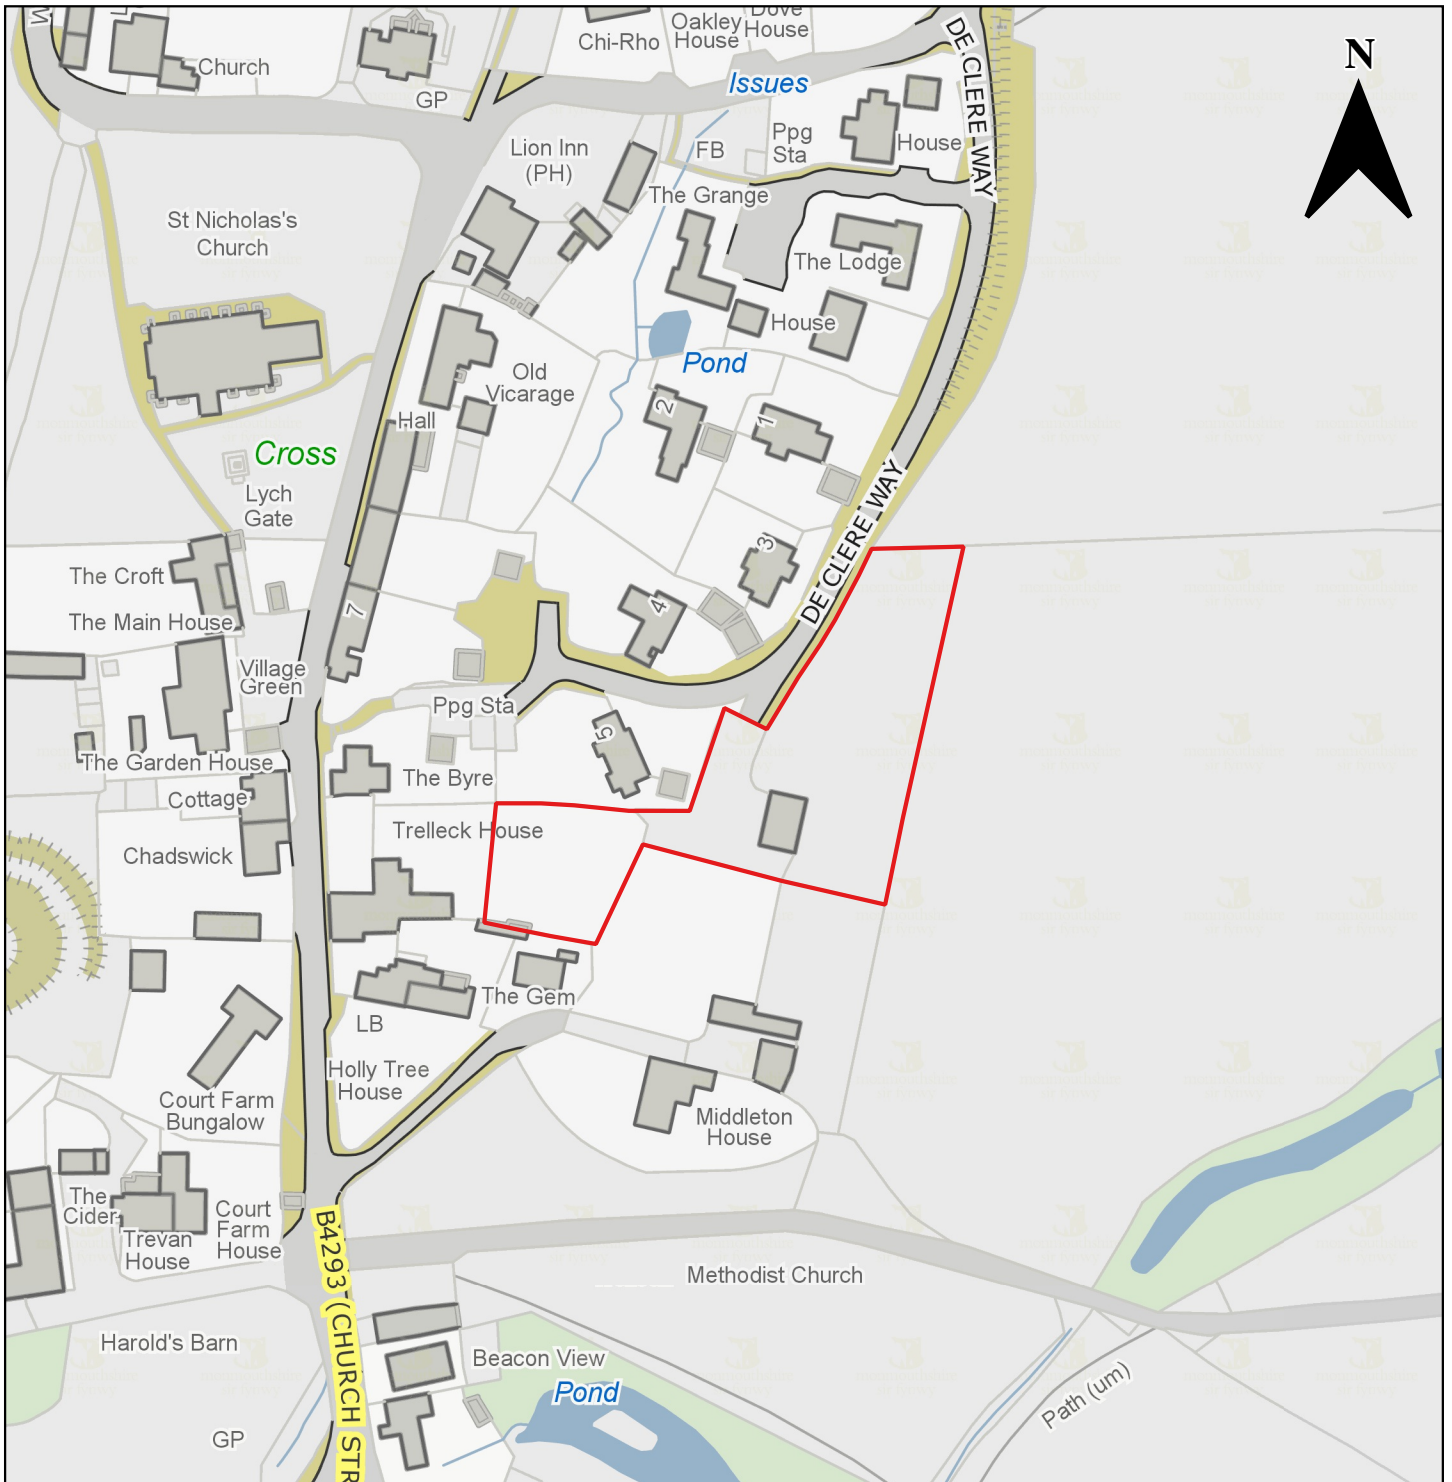 Church
GP
Chi-Rho
Oakley
House
Dove
House
Issues
DE CLERE WAY
N
Lion Inn
(PH)
FB
Ppg
Sta
House
DE CLERE WAY
The Grange
St Nicholas's
Church
The Lodge
House
Pond
Old
Vicarage
Hall
2
1
Cross
Lych
Gate
3
DE CLERE WAY
The Croft
The Main House
4
7
Village
Green
Ppg Sta
5
The Garden House
The Byre
Cottage
Trelleck House
Chadswick
The Gem
LB
Holly Tree
House
Court Farm
Bungalow
Middleton
House
The
Cider
Trevan
House
Court
Farm
House
B4293 (CHURCH STR
Methodist Church
Harold's Barn
Beacon View
Pond
Path (um)
GP